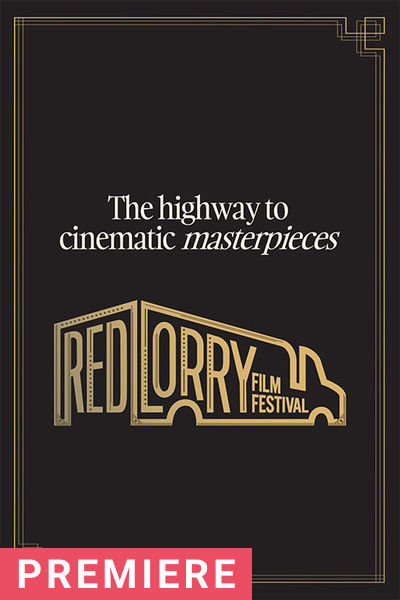 The highway to
cinematic masterpieces
RED LORRY
FILM
FESTIVAL
PREMIERE